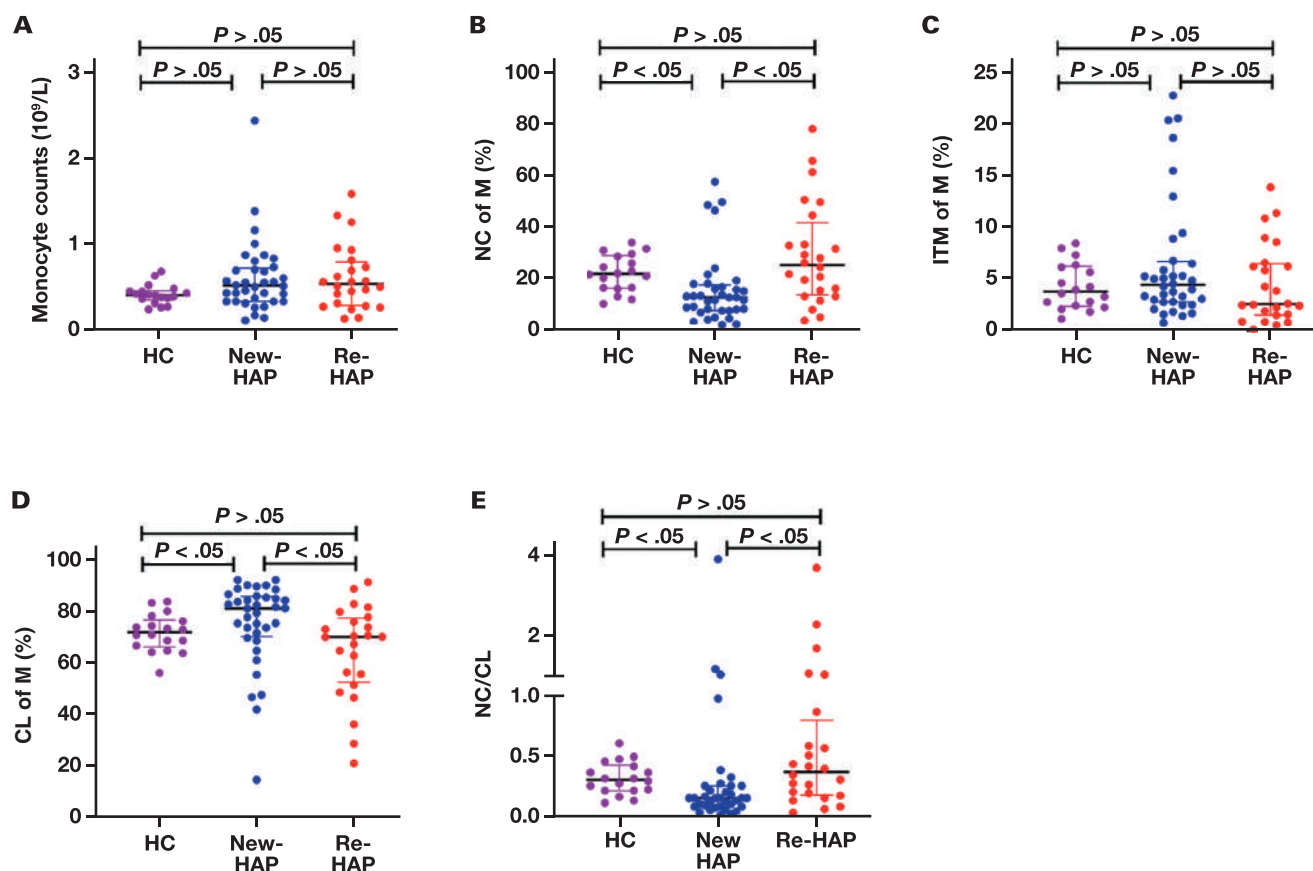 A
P > .05
P > .05 P > .05
Monocyte counts (10⁹/L)
3
2
1
0
HC New-HAP Re-HAP
B
P > .05
P < .05 P < .05
NC of M (%)
100
80
60
40
20
0
HC New-HAP Re-HAP
C
P > .05
P > .05 P > .05
ITM of M (%)
25
20
15
10
5
0
HC New-HAP Re-HAP
D
P > .05
P < .05 P < .05
CL of M (%)
100
80
60
40
20
0
HC New-HAP Re-HAP
E
P > .05
P < .05 P < .05
NC/CL
4
2
1.0
0.5
0.0
HC New Re-HAP
HAP